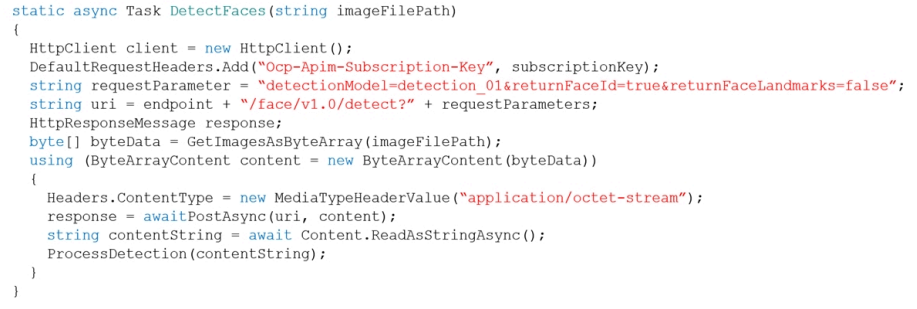 static async Task DetectFaces(string imageFilePath)
{
HttpClient client = new HttpClient();
DefaultRequestHeaders.Add(“Ocp-Apim-Subscription-Key”, subscriptionKey);
string requestParameter = “detectionModel=detection_01&returnFaceId=true&returnFaceLandmarks=false”;
string uri = endpoint + “/face/v1.0/detect?” + requestParameters;
HttpResponseMessage response;
byte[] byteData = GetImagesAsByteArray(imageFilePath);
using (ByteArrayContent content = new ByteArrayContent(byteData))
{
Headers.ContentType = new MediaTypeHeaderValue(“application/octet-stream”);
response = awaitPostAsync(uri, content);
string contentString = await Content.ReadAsStringAsync();
ProcessDetection(contentString);
}
}